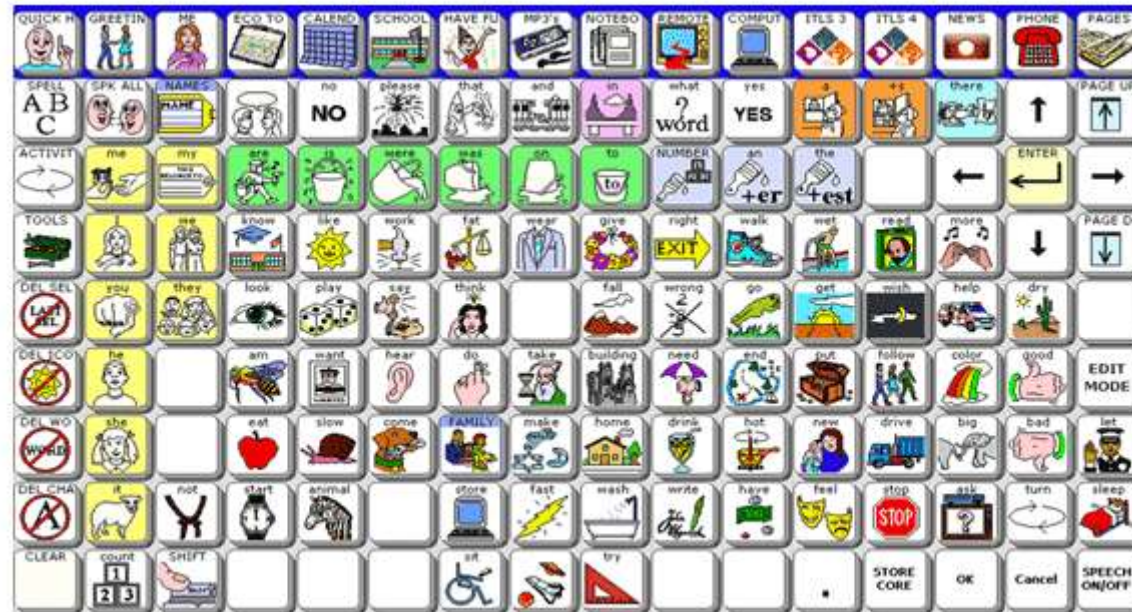 QUICK H GREETIN ME ECO TO CALEND SCHOOL HAVE FU MP3's NOTEBO REMOTE COMPUT ITLS 3 ITLS 4 NEWS PHONE PAGES
SPELL SPK ALL NAMES no please that and in what yes a +s there PAGE UP
A B C NAME NO ? word YES
ACTIVIT me my are is were was on to NUMBER an the ENTER
to +er +est
TOOLS I me know like work fat wear give right walk wet read more PAGE D
EXIT
DEL SEL you they look play say think fall wrong go get wish help dry
LAST SEL
DEL ICO he am want hear do take building need end put follow color good EDIT MODE
DEL WO she eat slow come FAMILY make home drink hot new drive big bad let
WORD
DEL CHA it not start animal store fast wash write have feel stop ask turn sleep
A STOP ?
CLEAR count SHIFT sit try . STORE CORE OK Cancel SPEECH ON/OFF
1 2 3